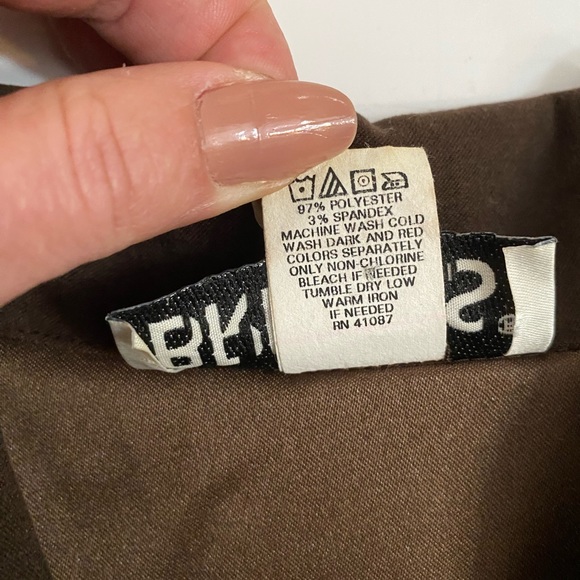 97% POLYESTER
3% SPANDEX
MACHINE WASH COLD
WASH DARK AND RED
COLORS SEPARATELY
ONLY NON-CHLORINE
BLEACH IF NEEDED
TUMBLE DRY LOW
WARM IRON
IF NEEDED
RN 41087